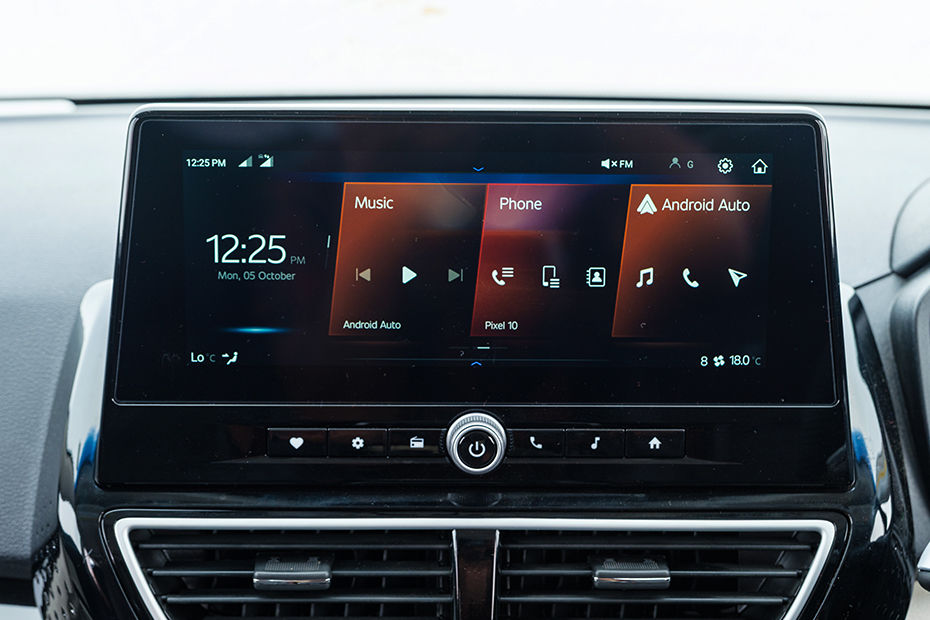 12:25 PM
FM
G
Music
Phone
Android Auto
12:25 PM
Mon, 05 October
Android Auto
Pixel 10
Lo °C
8 18.0 °C